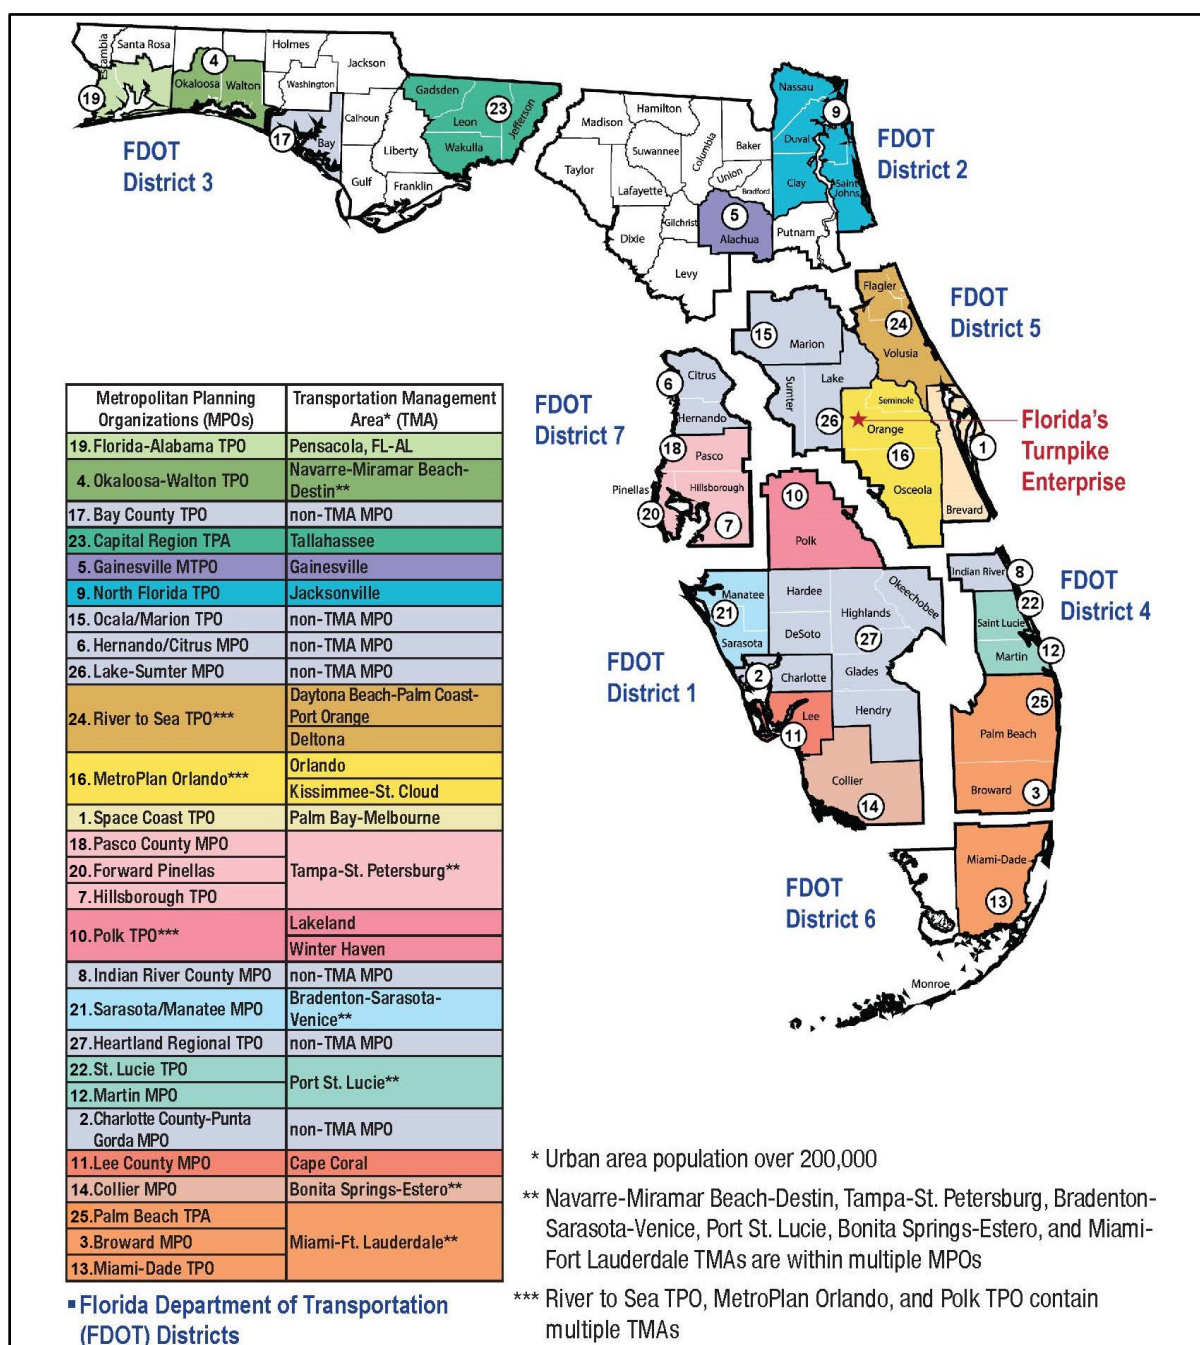 Escambia
Santa Rosa
Holmes
Jackson
4
Okaloosa
Walton
Washington
19
17
Bay
Calhoun
Liberty
Gulf
Franklin
Gadsden
23
Leon
Jefferson
Wakulla
FDOT
District 3
Hamilton
Madison
Suwannee
Columbia
Baker
Taylor
Lafayette
Union
Bradford
Gilchrist
5
Alachua
Dixie
Levy
Putnam
Nassau
9
Duval
Clay
Saint
Johns
FDOT
District 2
Flagler
24
Volusia
FDOT
District 5
15
Marion
Lake
Sumter
26
Seminole
Orange
16
Osceola
Brevard
1
Florida's
Turnpike
Enterprise
6
Citrus
Hernando
18
Pasco
Pinellas
Hillsborough
20
7
FDOT
District 7
10
Polk
Manatee
21
Sarasota
Hardee
Highlands
Okeechobee
DeSoto
27
2
Charlotte
Glades
Lee
11
Hendry
Collier
14
FDOT
District 1
Indian River
8
22
Saint Lucie
Martin
12
25
Palm Beach
Broward
3
FDOT
District 4
Miami-Dade
13
Monroe
FDOT
District 6
Metropolitan Planning
Organizations (MPOs)
Transportation Management
Area* (TMA)
19. Florida-Alabama TPO
Pensacola, FL-AL
4. Okaloosa-Walton TPO
Navarre-Miramar Beach-
Destin**
17. Bay County TPO
non-TMA MPO
23. Capital Region TPA
Tallahassee
5. Gainesville MTPO
Gainesville
9. North Florida TPO
Jacksonville
15. Ocala/Marion TPO
non-TMA MPO
6. Hernando/Citrus MPO
non-TMA MPO
26. Lake-Sumter MPO
non-TMA MPO
24. River to Sea TPO***
Daytona Beach-Palm Coast-
Port Orange
Deltona
16. MetroPlan Orlando***
Orlando
Kissimmee-St. Cloud
1. Space Coast TPO
Palm Bay-Melbourne
18. Pasco County MPO
20. Forward Pinellas
7. Hillsborough TPO
Tampa-St. Petersburg**
10. Polk TPO***
Lakeland
Winter Haven
8. Indian River County MPO
non-TMA MPO
21. Sarasota/Manatee MPO
Bradenton-Sarasota-
Venice**
27. Heartland Regional TPO
non-TMA MPO
22. St. Lucie TPO
12. Martin MPO
Port St. Lucie**
2. Charlotte County-Punta
Gorda MPO
non-TMA MPO
11. Lee County MPO
Cape Coral
14. Collier MPO
Bonita Springs-Estero**
25. Palm Beach TPA
3. Broward MPO
13. Miami-Dade TPO
Miami-Ft. Lauderdale**
▪ Florida Department of Transportation
(FDOT) Districts
* Urban area population over 200,000
** Navarre-Miramar Beach-Destin, Tampa-St. Petersburg, Bradenton-
Sarasota-Venice, Port St. Lucie, Bonita Springs-Estero, and Miami-
Fort Lauderdale TMAs are within multiple MPOs
*** River to Sea TPO, MetroPlan Orlando, and Polk TPO contain
multiple TMAs